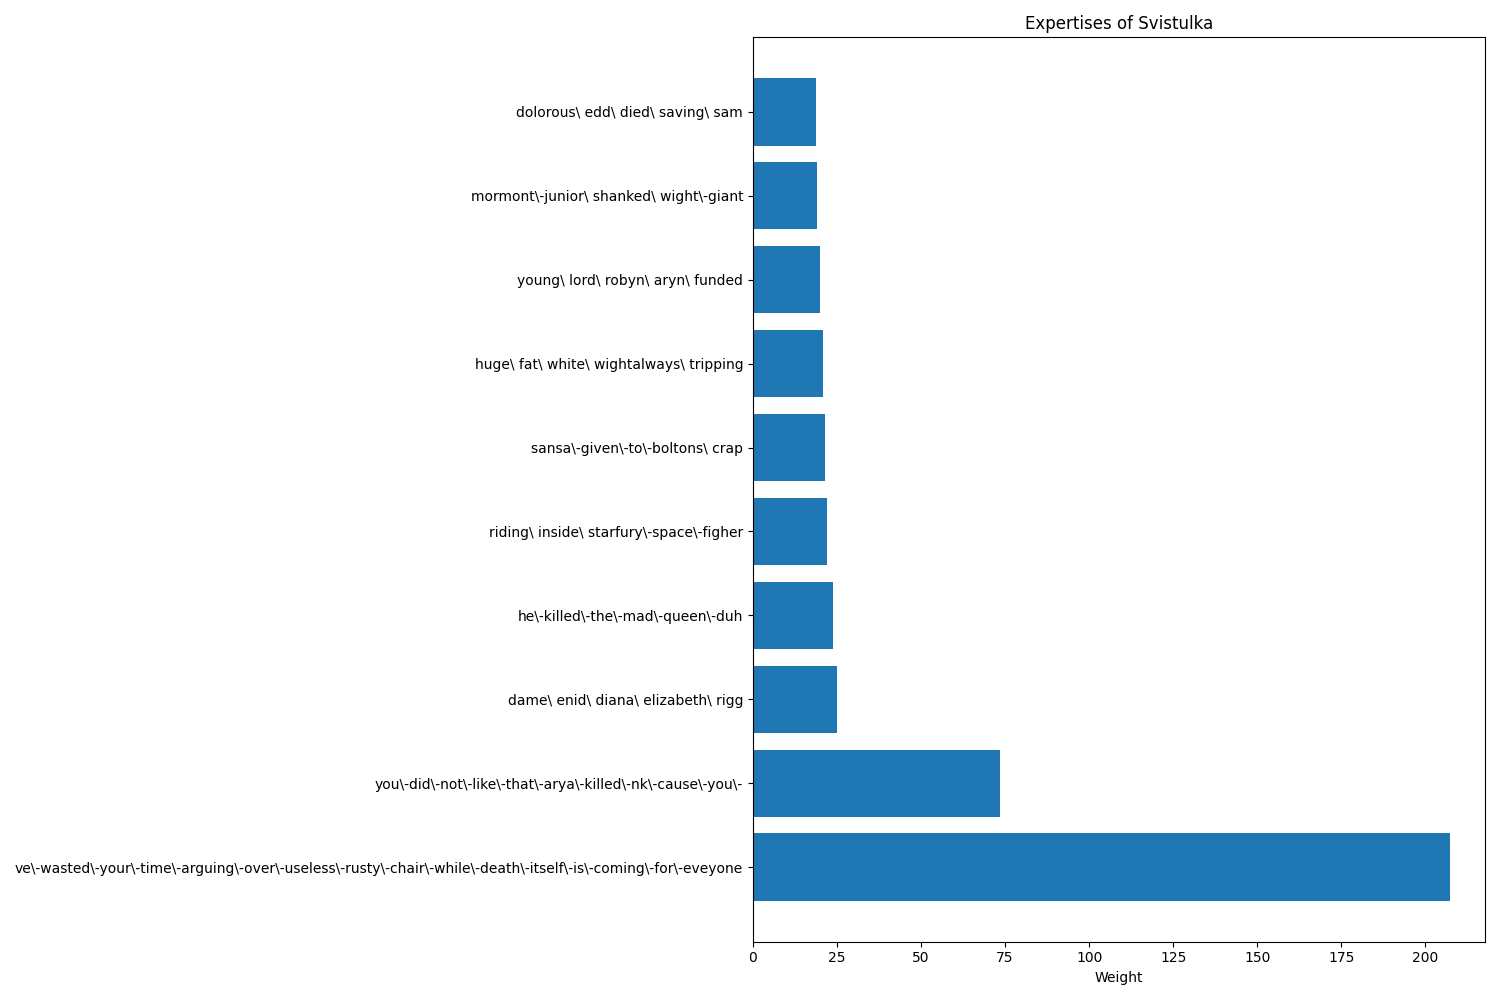 Expertises of Svistulka
dolorous\ edd\ died\ saving\ sam
mormont\-junior\ shanked\ wight\-giant
young\ lord\ robyn\ aryn\ funded
huge\ fat\ white\ wightalways\ tripping
sansa\-given\-to\-boltons\ crap
riding\ inside\ starfury\-space\-figher
he\-killed\-the\-mad\-queen\-duh
dame\ enid\ diana\ elizabeth\ rigg
you\-did\-not\-like\-that\-arya\-killed\-nk\-cause\-you\-
ve\-wasted\-your\-time\-arguing\-over\-useless\-rusty\-chair\-while\-death\-itself\-is\-coming\-for\-eveyone
0 25 50 75 100 125 150 175 200
Weight